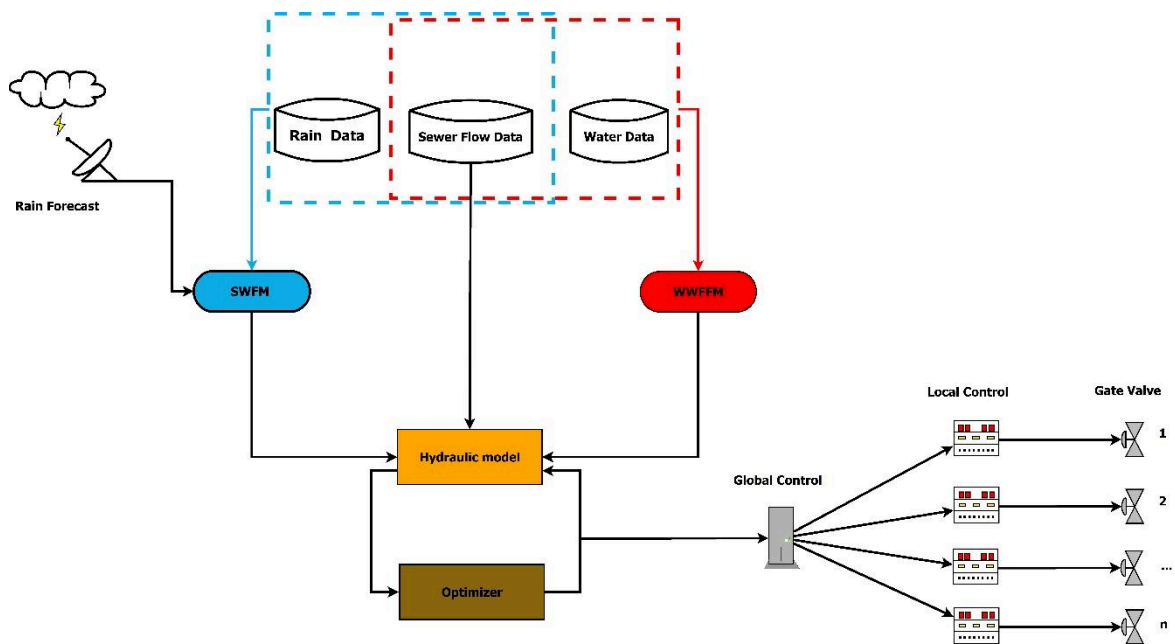 Rain Data
Sewer Flow Data
Water Data
Rain Forecast
SWFM
WWFFM
Hydraulic model
Optimizer
Global Control
Local Control
Gate Valve
1
2
...
n